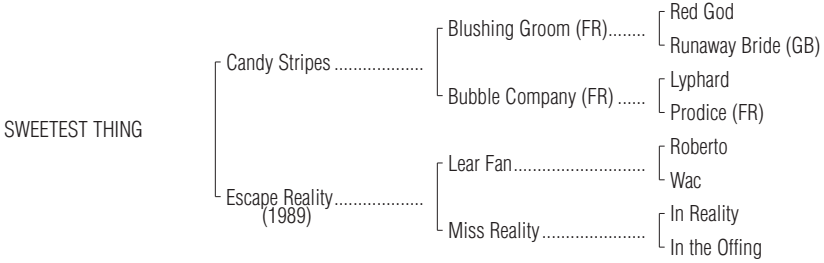 Red God
Blushing Groom (FR)........
Runaway Bride (GB)
Candy Stripes ...................
Lyphard
Bubble Company (FR) ......
Prodice (FR)
SWEETEST THING
Roberto
Lear Fan............................
Wac
Escape Reality...................
(1989)
In Reality
Miss Reality......................
In the Offing